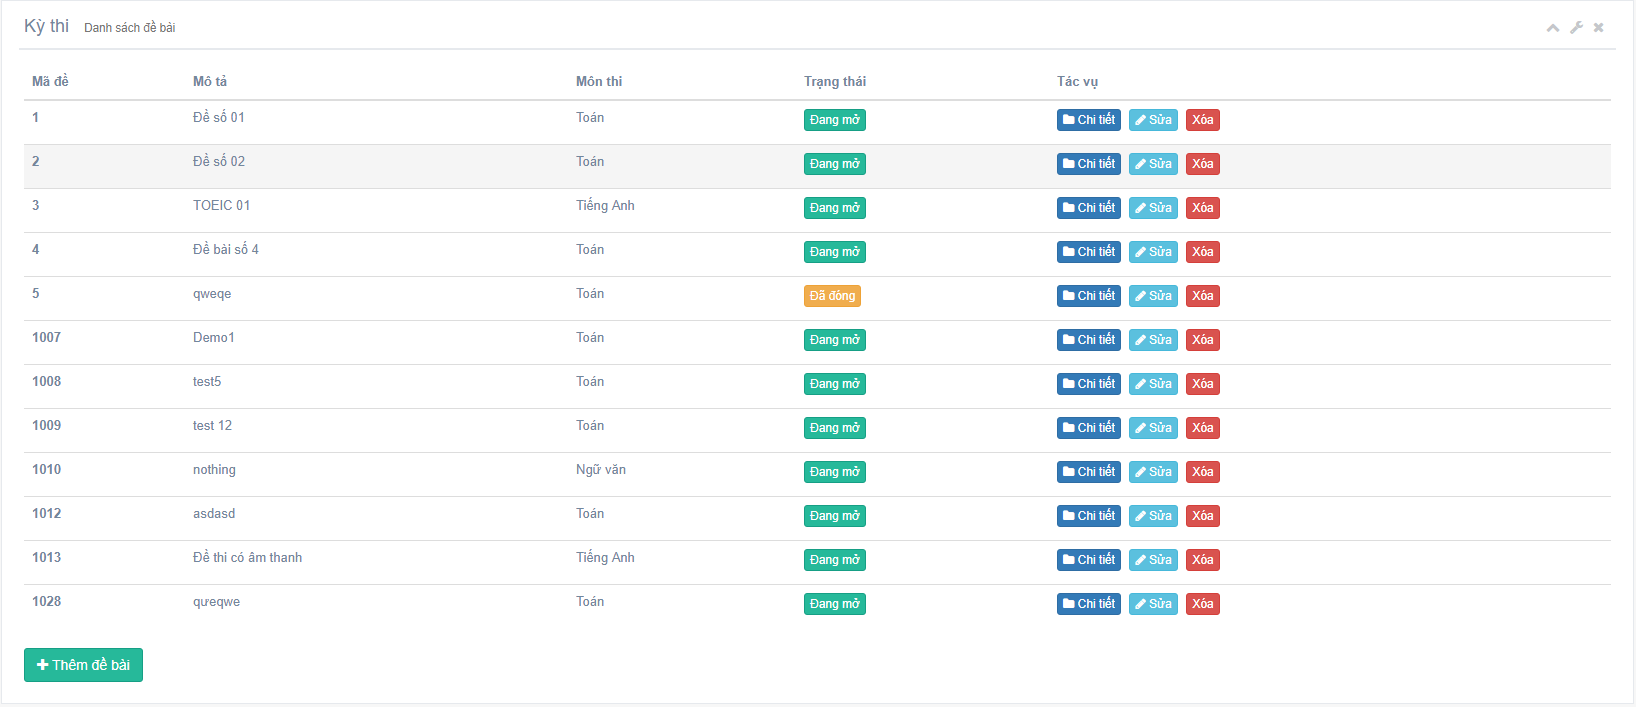 Kỳ thi Danh sách đề bài
Mã đề Mô tả Môn thi Trạng thái Tác vụ
1 Đề số 01 Toán Đang mở Chi tiết Sửa Xóa
2 Đề số 02 Toán Đang mở Chi tiết Sửa Xóa
3 TOEIC 01 Tiếng Anh Đang mở Chi tiết Sửa Xóa
4 Đề bài số 4 Toán Đang mở Chi tiết Sửa Xóa
5 qweqe Toán Đã đóng Chi tiết Sửa Xóa
1007 Demo1 Toán Đang mở Chi tiết Sửa Xóa
1008 test5 Toán Đang mở Chi tiết Sửa Xóa
1009 test 12 Toán Đang mở Chi tiết Sửa Xóa
1010 nothing Ngữ văn Đang mở Chi tiết Sửa Xóa
1012 asdasd Toán Đang mở Chi tiết Sửa Xóa
1013 Đề thi có âm thanh Tiếng Anh Đang mở Chi tiết Sửa Xóa
1028 qưeqwe Toán Đang mở Chi tiết Sửa Xóa
Thêm đề bài